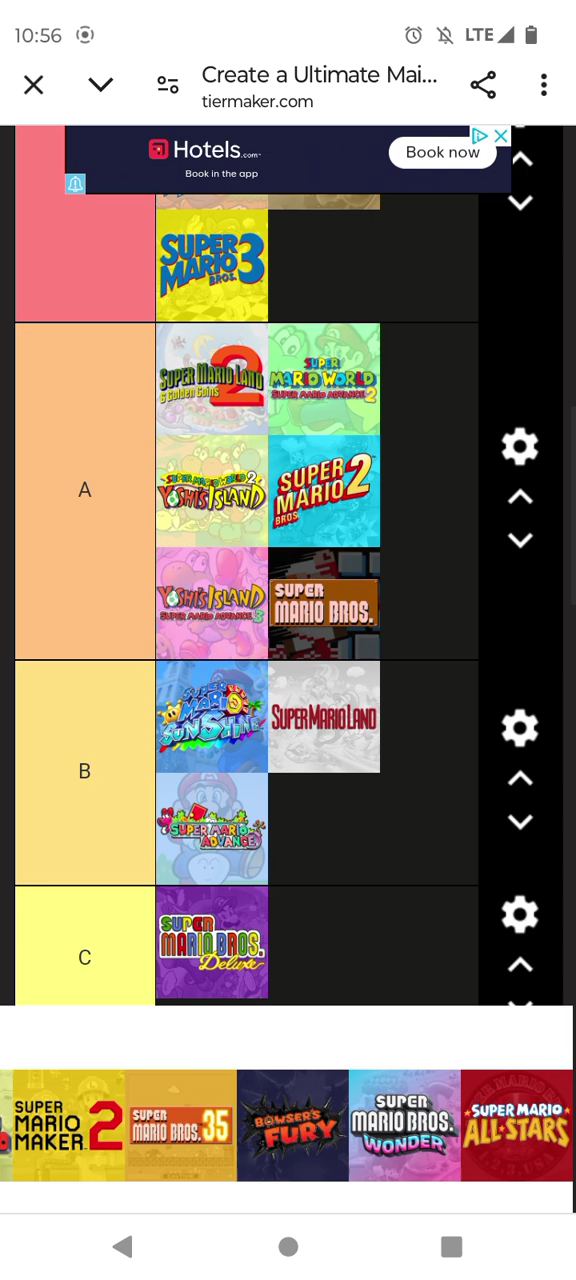 10:56
LTE
Create a Ultimate Mai...
tiermaker.com
Hotels.com
Book in the app
Book now
SUPER
MARIO 3
BROS.
SUPER MARIO LAND
2
6 Golden Coins
SUPER
MARIO WORLD
SUPER MARIO ADVANCE 2
A
SUPER MARIO WORLD 2
YOSHI'S ISLAND
SUPER
MARIO 2
BROS
YOSHI'S ISLAND
SUPER MARIO ADVANCE 3
SUPER
MARIO BROS.
B
SUPER
MARIO
SUNSHINE
SUPER MARIO LAND
SUPER MARIO
ADVANCE
C
SUPER
MARIO BROS.
Deluxe
SUPER
MARIO
MAKER 2
SUPER
MARIO BROS. 35
BOWSER'S
FURY
SUPER
MARIO BROS.
WONDER
SUPER MARIO
ALL-STARS